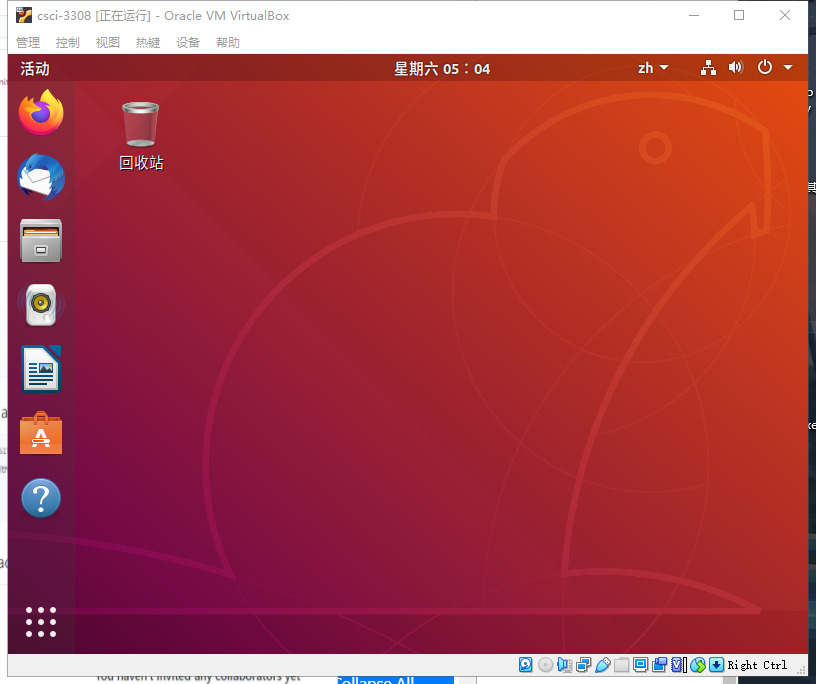 csci-3308 [正在运行] - Oracle VM VirtualBox
管理 控制 视图 热键 设备 帮助
活动 星期六 05：04 zh
回收站
Right Ctrl
You haven't invited any collaborators yet
Collapse All